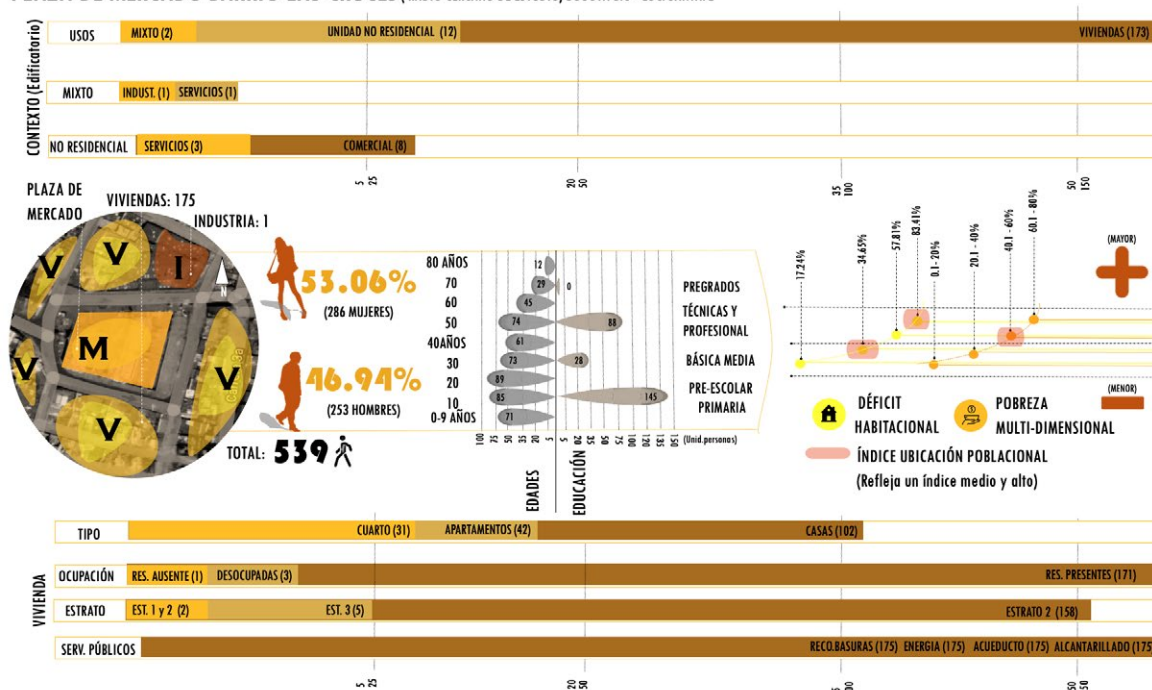 USOS MIXTO (2) UNIDAD NO RESIDENCIAL (12) VIVIENDAS (173)
CONTEXTO (Edificatorio)
MIXTO INDUST. (1) SERVICIOS (1)
NO RESIDENCIAL SERVICIOS (3) COMERCIAL (8)
5 25 20 50 35 100 50 150
PLAZA DE
MERCADO
VIVIENDAS: 175
INDUSTRIA: 1
V V I
M
V V
V
N
53.06%
(286 MUJERES)
46.94%
(253 HOMBRES)
TOTAL: 539
80 AÑOS 12
70 29 0 PREGRADOS
60 45
50 74 88 TÉCNICAS Y
PROFESIONAL
40AÑOS 61
30 73 28 BÁSICA MEDIA
20 89
10 85 145 PRE-ESCOLAR
PRIMARIA
0-9 AÑOS 71
100 75 50 35 20 5 5 20 35 50 75 100 135 150 (Unid.personas)
EDADES
EDUCACIÓN
17.24% 34.65% 57.81% 83.41% 0.1- 20% 20.1 - 40% 40.1 - 60% 60.1 - 80%
(MAYOR)
(MENOR)
DÉFICIT
HABITACIONAL
POBREZA
MULTI-DIMENSIONAL
ÍNDICE UBICACIÓN POBLACIONAL
(Refleja un índice medio y alto)
VIVIENDA
TIPO CUARTO (31) APARTAMENTOS (42) CASAS (102)
OCUPACIÓN RES. AUSENTE (1) DESOCUPADAS (3) RES. PRESENTES (171)
ESTRATO EST. 1 y 2 (2) EST. 3 (5) ESTRATO 2 (158)
SERV. PÚBLICOS RECO.BASURAS (175) ENERGIA (175) ACUEDUCTO (175) ALCANTARILLADO (175
25 50